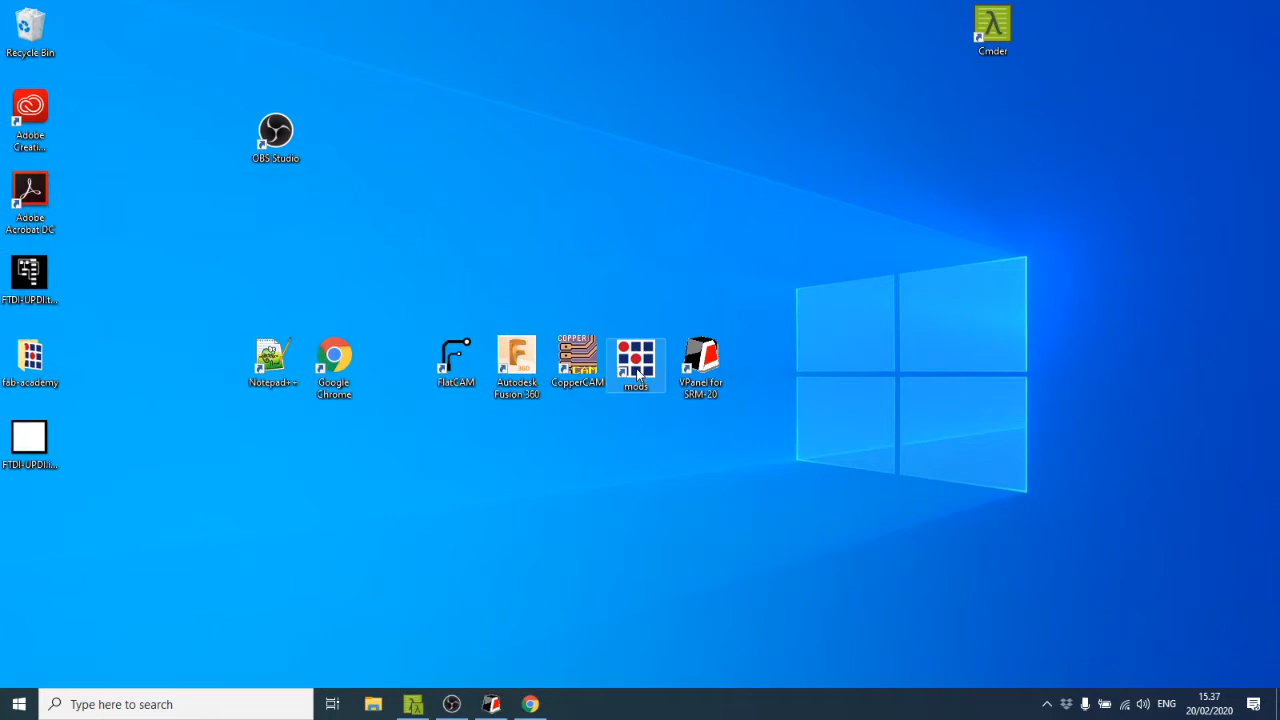 Recycle Bin
Cmder
Adobe
Creati...
OBS Studio
Adobe
Acrobat DC
FTDI-UPDI.t...
fab-academy
Notepad++
Google
Chrome
FlatCAM
Autodesk
Fusion 360
COPPER
CAM
CopperCAM
mods
VPanel for
SRM-20
FTDI-UPDI.i...
Type here to search
ENG
15.37
20/02/2020